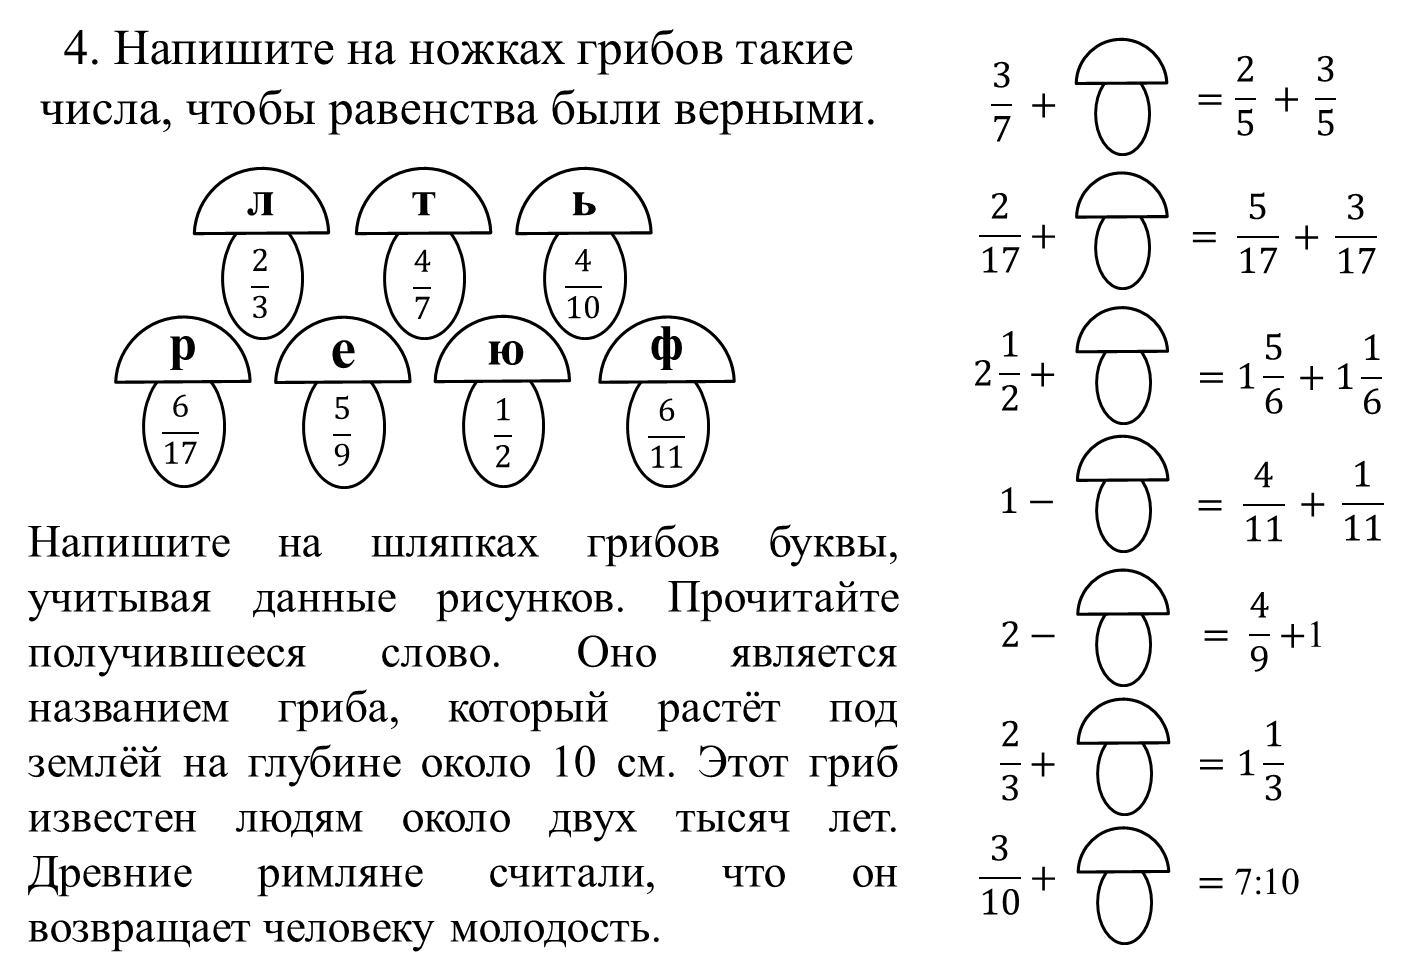 4. Напишите на ножках грибов такие
числа, чтобы равенства были верными.
л т ь
2/3 4/7 4/10
р е ю ф
6/17 5/9 1/2 6/11
Напишите на шляпках грибов буквы,
учитывая данные рисунков. Прочитайте
получившееся слово. Оно является
названием гриба, который растёт под
землёй на глубине около 10 см. Этот гриб
известен людям около двух тысяч лет.
Древние римляне считали, что он
возвращает человеку молодость.
3/7 + = 2/5 + 3/5
2/17 + = 5/17 + 3/17
2 1/2 + = 1 5/6 + 1 1/6
1 − = 4/11 + 1/11
2 − = 4/9 +1
2/3 + = 1 1/3
3/10 + = 7:10